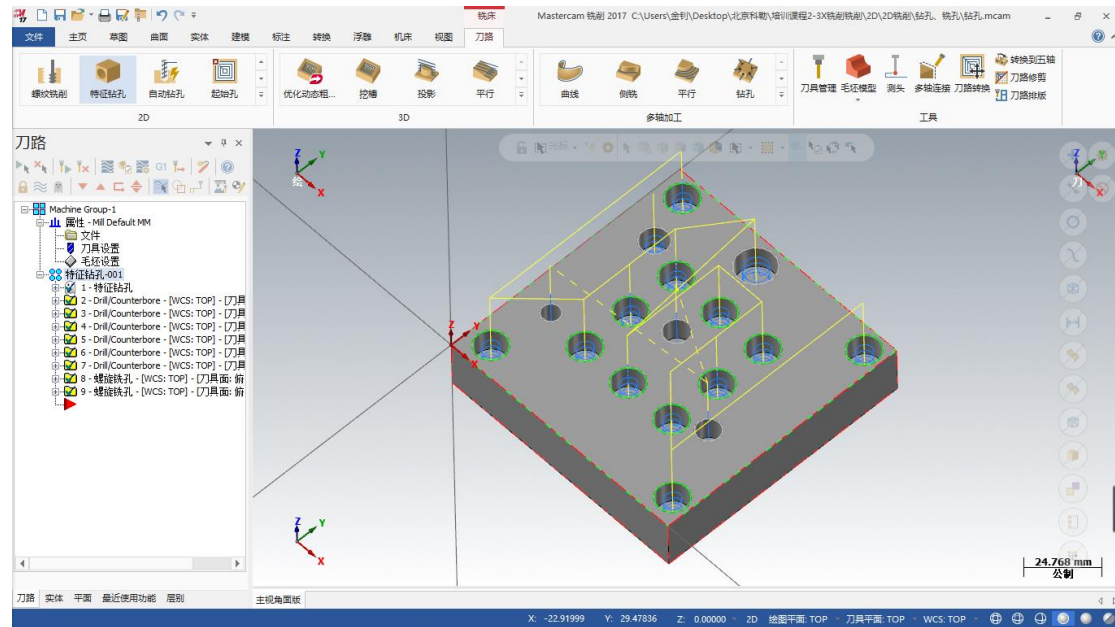 17
铣床
Mastercam 铣削 2017 C:\Users\金钊\Desktop\北京科勒\培训课程2-3X铣削铣削\2D\2D铣削\钻孔、铣孔\钻孔.mcam
文件 主页 草图 曲面 实体 建模 标注 转换 浮雕 机床 视图 刀路
螺纹铣削 特征钻孔 自动钻孔 起始孔
优化动态粗... 挖槽 投影 平行
曲线 侧铣 平行 钻孔
刀具管理 毛坯模型 测头 多轴连接 刀路转换
转换到五轴
刀路修剪
刀路排版
2D 3D 多轴加工 工具
刀路
G1
光标
Machine Group-1
属性 - Mill Default MM
文件
刀具设置
毛坯设置
特征钻孔-001
1 - 特征钻孔
2 - Drill/Counterbore - [WCS: TOP] - [刀具
3 - Drill/Counterbore - [WCS: TOP] - [刀具
4 - Drill/Counterbore - [WCS: TOP] - [刀具
5 - Drill/Counterbore - [WCS: TOP] - [刀具
6 - Drill/Counterbore - [WCS: TOP] - [刀具
7 - Drill/Counterbore - [WCS: TOP] - [刀具
8 - 螺旋铣孔 - [WCS: TOP] - [刀具面: 俯
9 - 螺旋铣孔 - [WCS: TOP] - [刀具面: 俯
Z Y
绘 X
Z Y
刀 X
Z Y
X
Z Y
X
24.768 mm
公制
刀路 实体 平面 最近使用功能 层别
主视角面版
X: -22.91999 Y: 29.47836 Z: 0.00000 2D 绘图平面: TOP 刀具平面: TOP WCS: TOP